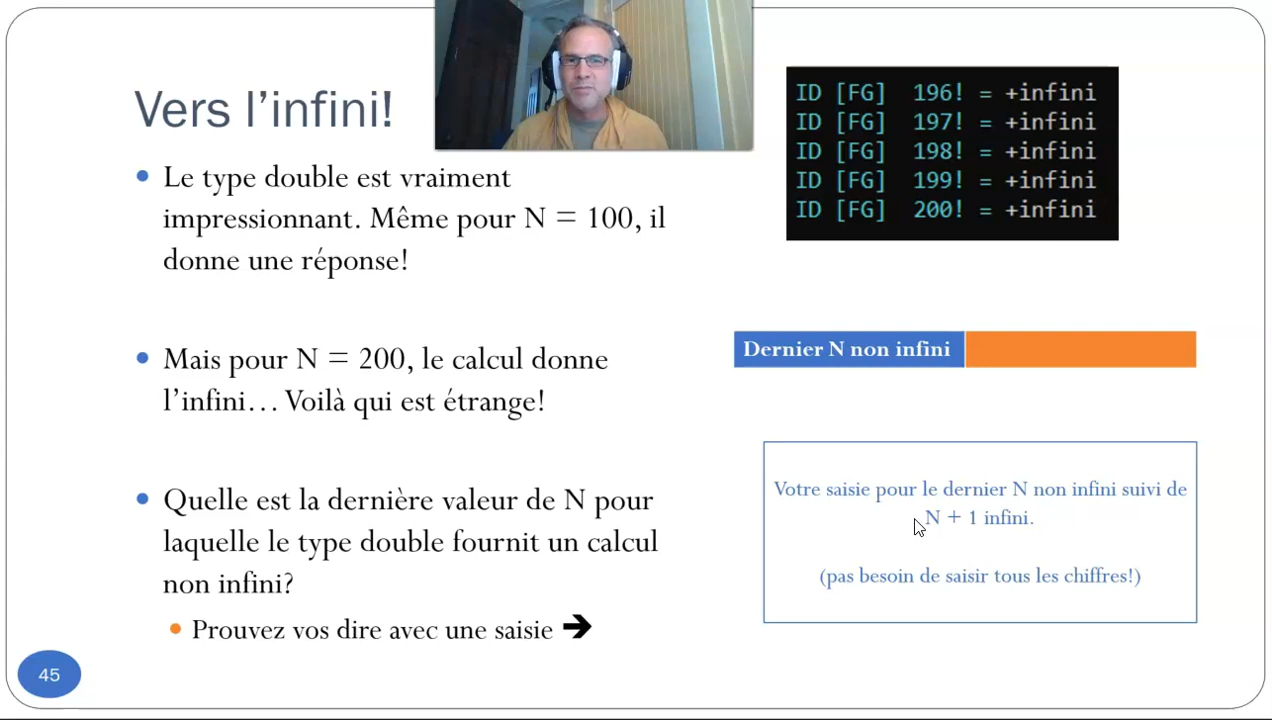 Vers l’infini!
Le type double est vraiment
impressionnant. Même pour N = 100, il
donne une réponse!
Mais pour N = 200, le calcul donne
l’infini… Voilà qui est étrange!
Quelle est la dernière valeur de N pour
laquelle le type double fournit un calcul
non infini?
Prouvez vos dire avec une saisie ➔
45
ID [FG] 196! = +infini
ID [FG] 197! = +infini
ID [FG] 198! = +infini
ID [FG] 199! = +infini
ID [FG] 200! = +infini
Dernier N non infini
Votre saisie pour le dernier N non infini suivi de
N + 1 infini.
(pas besoin de saisir tous les chiffres!)